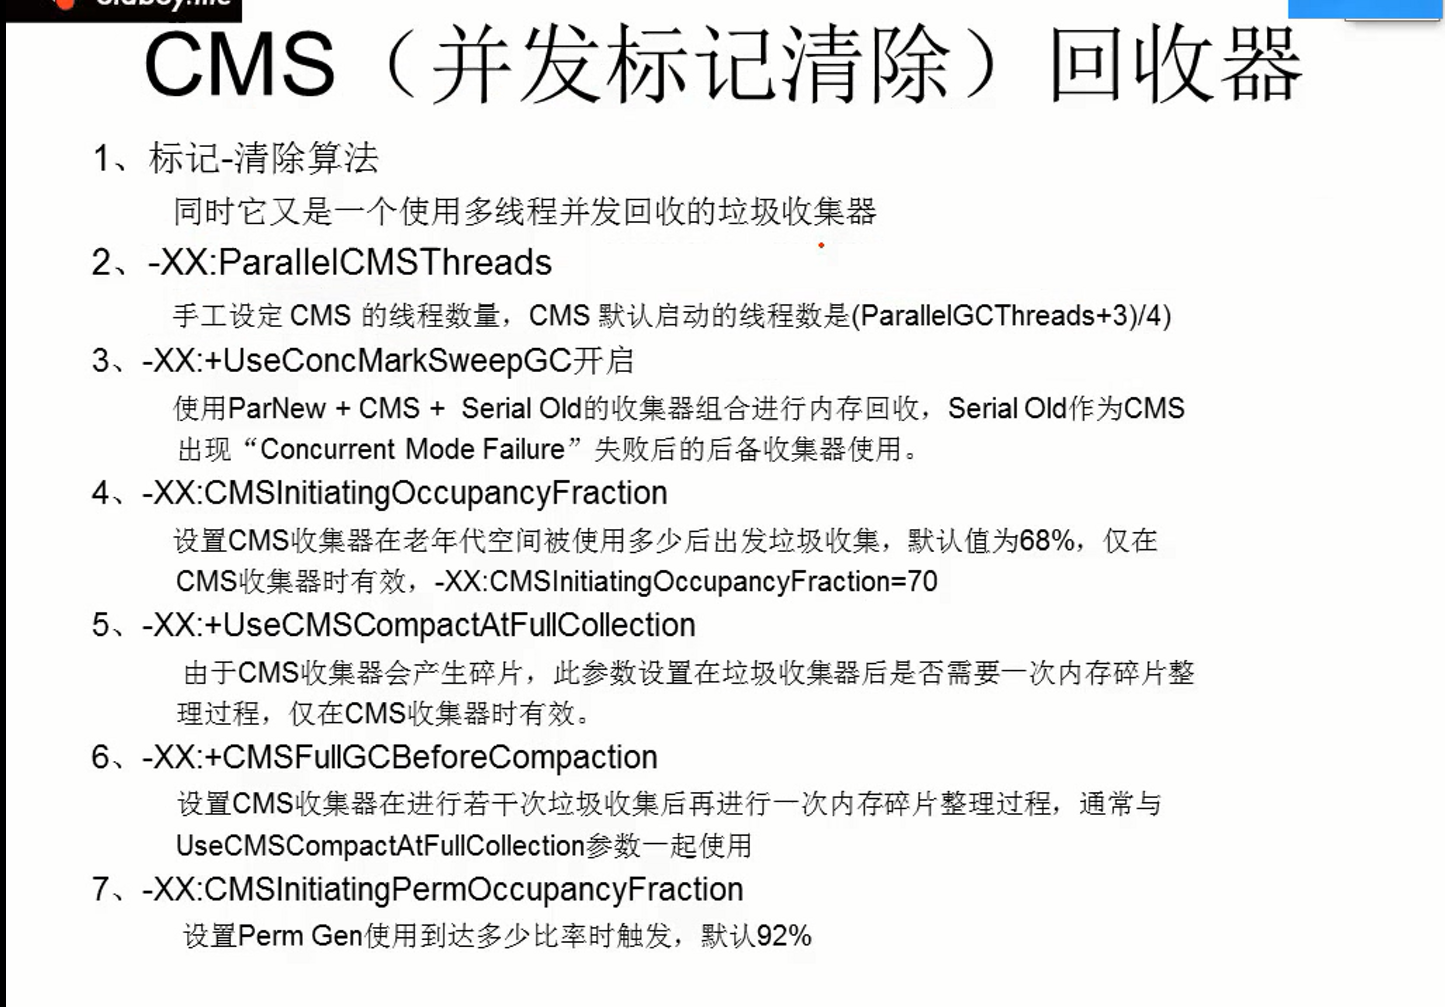 oldboy.me
CMS（并发标记清除）回收器
1、标记-清除算法
同时它又是一个使用多线程并发回收的垃圾收集器
2、-XX:ParallelCMSThreads
手工设定 CMS 的线程数量，CMS 默认启动的线程数是(ParallelGCThreads+3)/4)
3、-XX:+UseConcMarkSweepGC开启
使用ParNew + CMS + Serial Old的收集器组合进行内存回收，Serial Old作为CMS
出现“Concurrent Mode Failure”失败后的后备收集器使用。
4、-XX:CMSInitiatingOccupancyFraction
设置CMS收集器在老年代空间被使用多少后出发垃圾收集，默认值为68%，仅在
CMS收集器时有效，-XX:CMSInitiatingOccupancyFraction=70
5、-XX:+UseCMSCompactAtFullCollection
由于CMS收集器会产生碎片，此参数设置在垃圾收集器后是否需要一次内存碎片整
理过程，仅在CMS收集器时有效。
6、-XX:+CMSFullGCBeforeCompaction
设置CMS收集器在进行若干次垃圾收集后再进行一次内存碎片整理过程，通常与
UseCMSCompactAtFullCollection参数一起使用
7、-XX:CMSInitiatingPermOccupancyFraction
设置Perm Gen使用到达多少比率时触发，默认92%